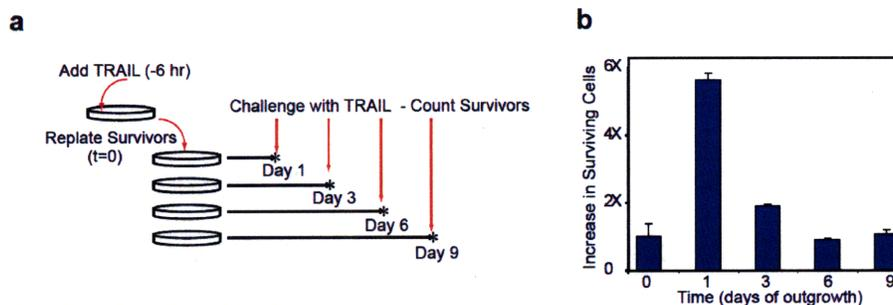 a
Add TRAIL (-6 hr)
Challenge with TRAIL - Count Survivors
Replate Survivors
(t=0)
Day 1
Day 3
Day 6
Day 9
b
Increase in Surviving Cells
6X
4X
2X
0
0 1 3 6 9
Time (days of outgrowth)